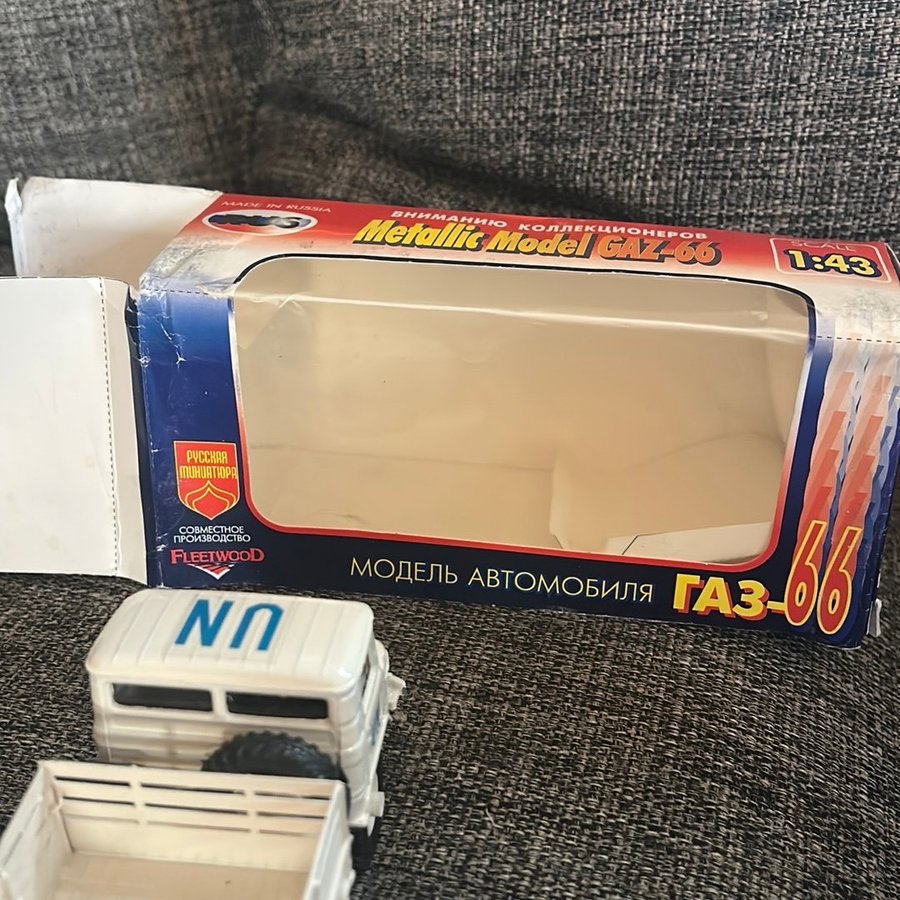 MADE IN RUSSIA
ВНИМАНИЮ КОЛЛЕКЦИОНЕРОВ
Metallic Model GAZ-66
SCALE
1:43
РУССКАЯ
МИНИАТЮРА
СОВМЕСТНОЕ
ПРОИЗВОДСТВО
FLEETWOOD
МОДЕЛЬ АВТОМОБИЛЯ ГАЗ-66
66
UN